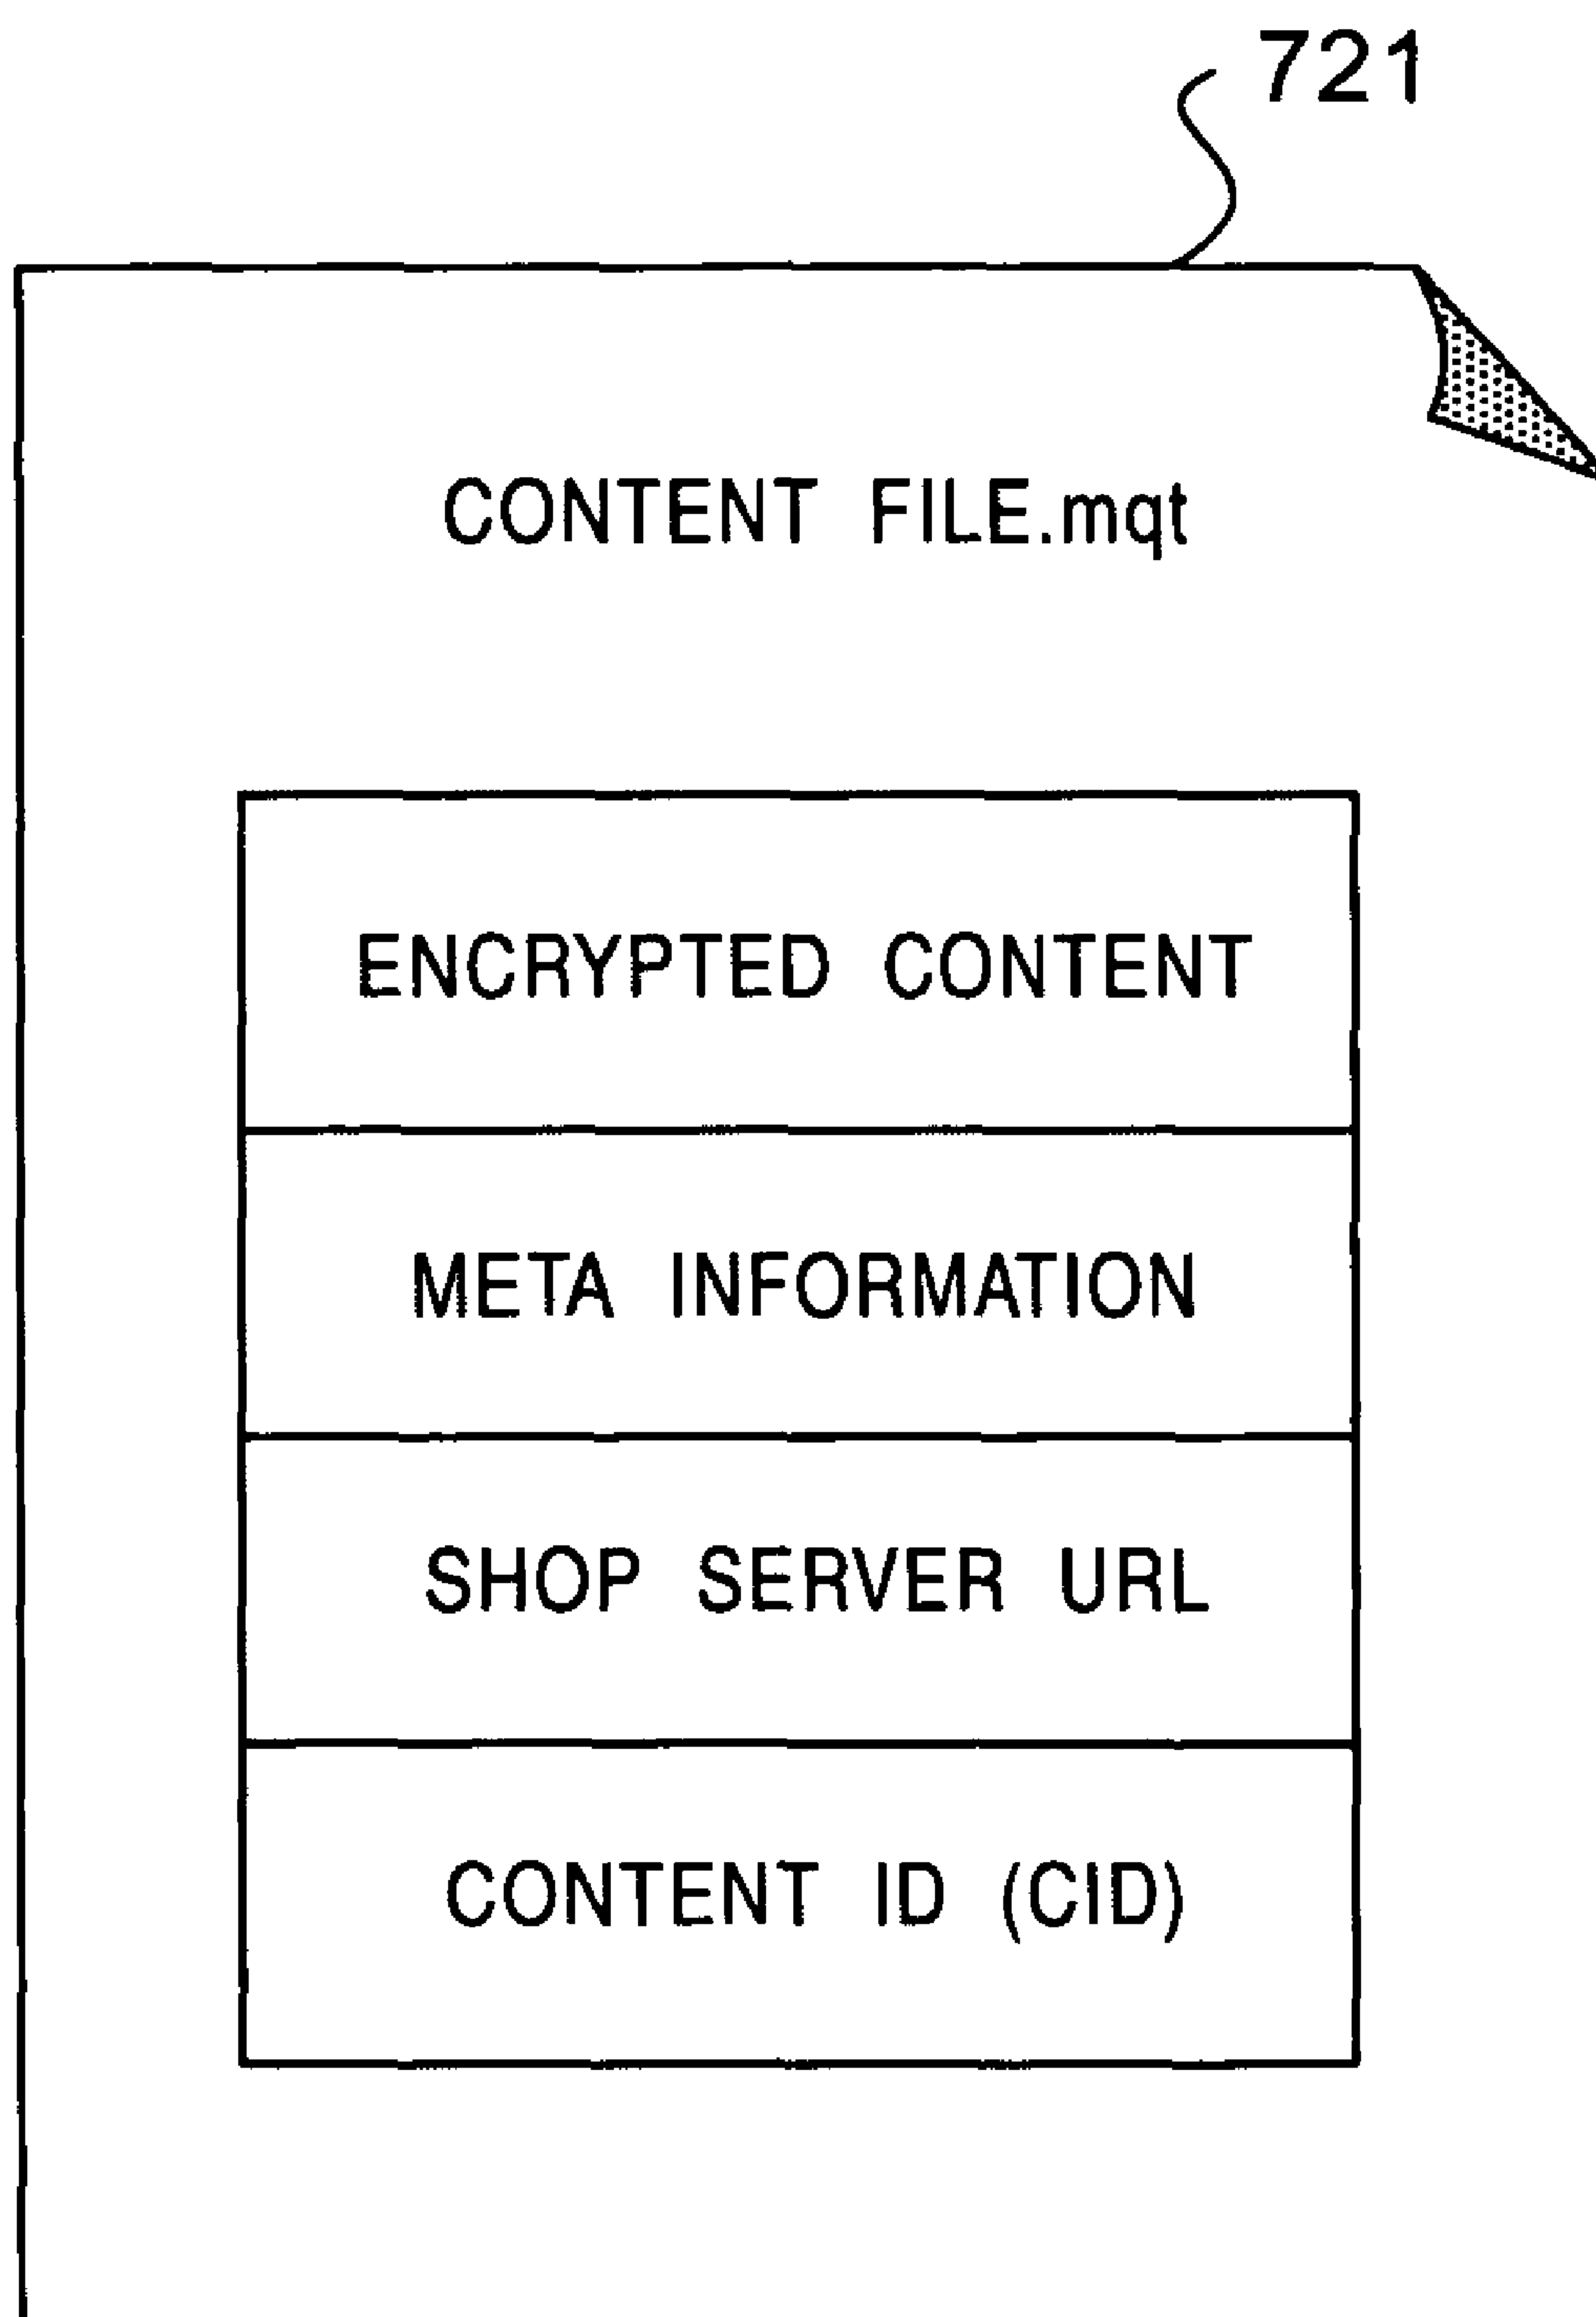 721
CONTENT FILE.mqt
ENCRYPTED CONTENT
META INFORMATION
SHOP SERVER URL
CONTENT ID (CID)